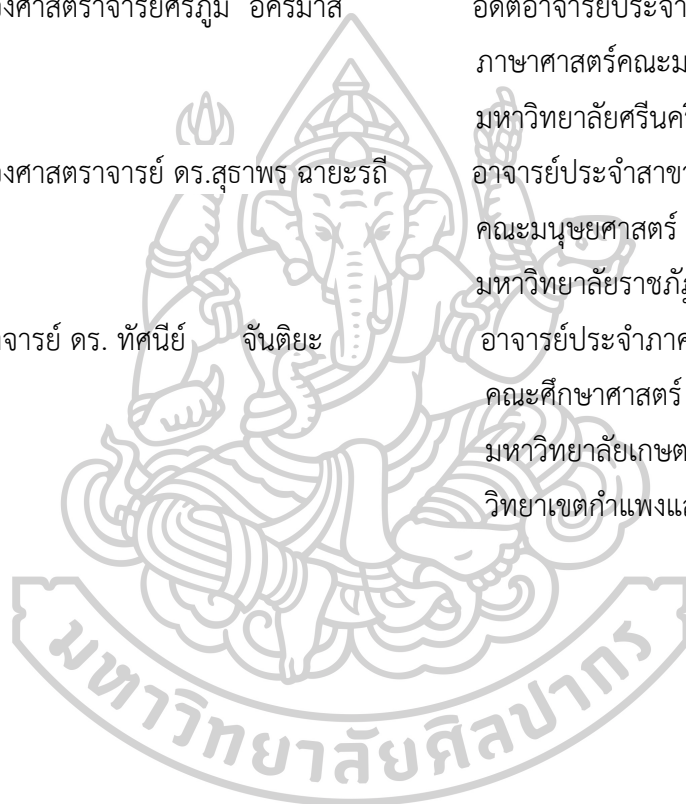 องศาสตราจารย์ศรภูมิ อัครมาส อดีตอาจารย์ประจำ
ภาษาศาสตร์คณะม
มหาวิทยาลัยศรีนคริ
องศาสตราจารย์ ดร.สุธาพร ฉายะรถี อาจารย์ประจำสาขา
คณะมนุษยศาสตร์
มหาวิทยาลัยราชภัฏ
าจารย์ ดร. ทัศนีย์ จันติยะ อาจารย์ประจำภาค
คณะศึกษาศาสตร์
มหาวิทยาลัยเกษต
วิทยาเขตกำแพงแส
มหาวิทยาลัยศิลปากร